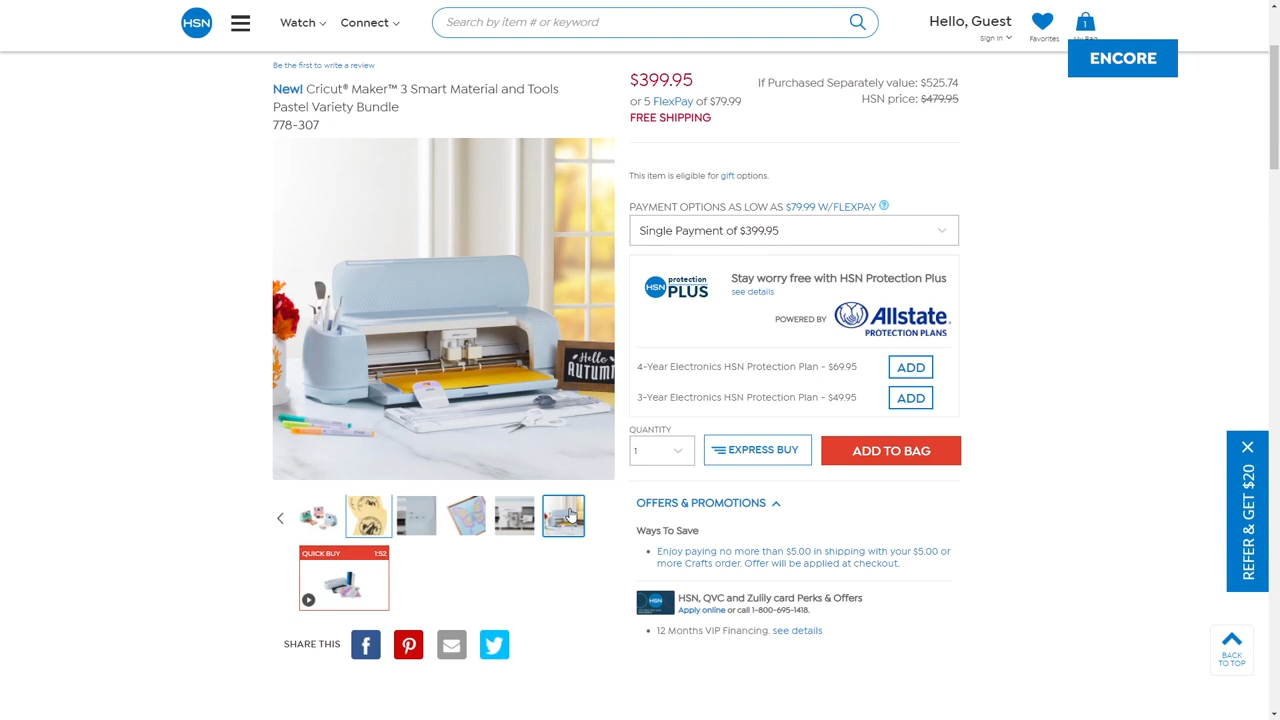 HSN
Watch
Connect
Search by item # or keyword
Hello, Guest
Sign In
Favorites
1
My Bag
ENCORE
Be the first to write a review
New! Cricut® Maker™ 3 Smart Material and Tools
Pastel Variety Bundle
778-307
$399.95
or 5 FlexPay of $79.99
FREE SHIPPING
If Purchased Separately value: $525.74
HSN price: $479.95
This item is eligible for gift options.
PAYMENT OPTIONS AS LOW AS $79.99 W/FLEXPAY ?
Single Payment of $399.95
HSN protection PLUS
Stay worry free with HSN Protection Plus
see details
POWERED BY Allstate
PROTECTION PLANS
4-Year Electronics HSN Protection Plan - $69.95
ADD
3-Year Electronics HSN Protection Plan - $49.95
ADD
Hello
AUTUMN
QUANTITY
1
EXPRESS BUY
ADD TO BAG
OFFERS & PROMOTIONS
Ways To Save
Enjoy paying no more than $5.00 in shipping with your $5.00 or
more Crafts order. Offer will be applied at checkout.
HSN
HSN, QVC and Zulily card Perks & Offers
Apply online or call 1-800-695-1418.
12 Months VIP Financing. see details
QUICK BUY 1:52
SHARE THIS
REFER & GET $20
BACK
TO TOP